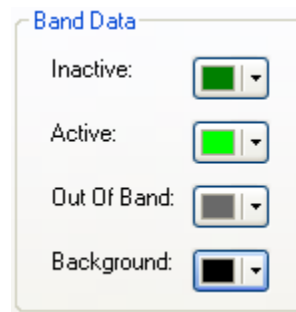 Band Data
Inactive:
Active:
Out Of Band:
Background: